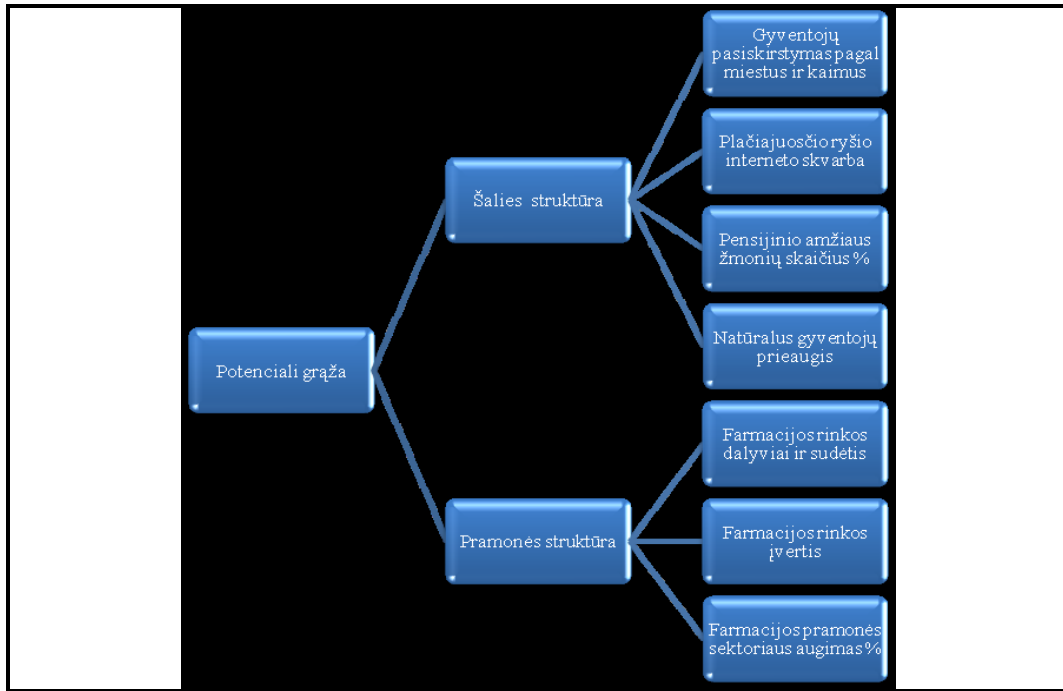 Potenciali grąža
Šalies struktūra
Gyventojų
pasiskirstymas pagal
miestus ir kaimus
Plačiajuosčio ryšio
interneto skvarba
Pensijinio amžiaus
žmonių skaičius %
Natūralus gyventojų
prieaugis
Pramonės struktūra
Farmacijos rinkos
dalyviai ir sudėtis
Farmacijos rinkos
įvertis
Farmacijos pramonės
sektoriaus augimas %